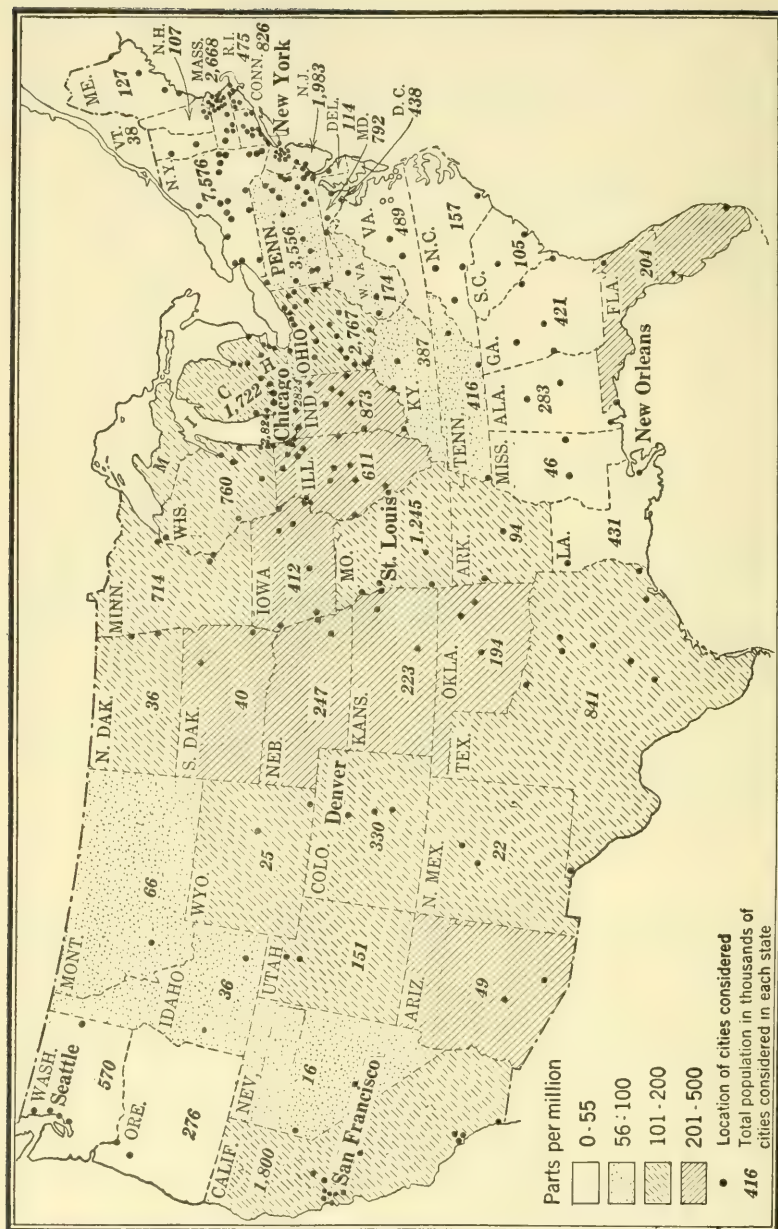 WASH.
Seattle
570
ORE.
276
CALIF.
1,800
San Francisco
NEV.
16
IDAHO
36
MONT.
66
WYO.
25
UTAH
151
ARIZ.
49
COLO.
Denver
330
N. MEX.
22
N. DAK.
36
S. DAK.
40
NEB.
247
KANS.
223
OKLA.
194
TEX.
841
MINN.
714
IOWA
412
MO.
St. Louis
1,245
ARK.
94
LA.
431
New Orleans
WIS.
760
ILL.
611
Chicago
2,824
2824
MICH
1,722
IND.
873
OHIO
2,767
KY.
387
TENN.
416
MISS.
46
ALA.
283
GA.
421
FLA.
204
S.C.
105
N.C.
157
VA.
489
W. VA.
174
PENN.
3,556
N.Y.
7,576
New York
VT.
38
N.H.
107
ME.
127
MASS.
2,668
R.I.
475
CONN.
826
N.J.
1,983
DEL.
114
MD.
792
D.C.
438
Parts per million
0-55
56:100
101-200
201-500
Location of cities considered
416 Total population in thousands of
cities considered in each state